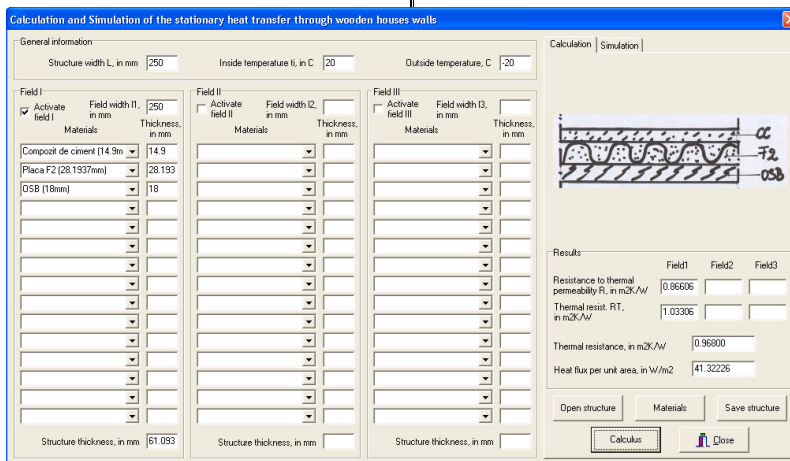 Calculation and Simulation of the stationary heat transfer through wooden houses walls
General information
Structure width L, in mm 250 Inside temperature ti, in C 20 Outside temperature, C -20
Field I
Activate field I
Field width l1, in mm 250
Materials
Thickness, in mm
Compozit de ciment (14.9m 14.9
Placa F2 (28.1937mm) 28.193
OSB (18mm) 18
Structure thickness, in mm 61.093
Field II
Activate field II
Field width l2, in mm
Materials
Thickness, in mm
Structure thickness, in mm
Field III
Activate field III
Field width l3, in mm
Materials
Thickness, in mm
Structure thickness, in mm
Calculation Simulation
CC
F2
OSB
Results
Field1 Field2 Field3
Resistance to thermal
permeability R, in m2K/W 0.86606
Thermal resist. RT,
in m2K/W 1.03306
Thermal resistance, in m2K/W 0.96800
Heat flux per unit area, in W/m2 41.32226
Open structure Materials Save structure
Calculus Close